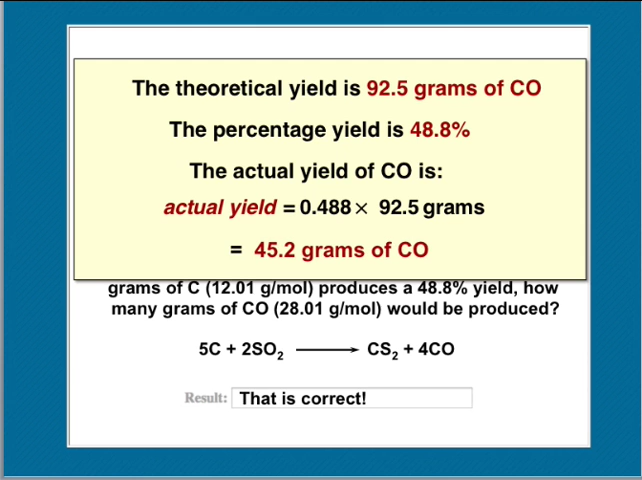 The theoretical yield is 92.5 grams of CO
The percentage yield is 48.8%
The actual yield of CO is:
actual yield = 0.488 × 92.5 grams
= 45.2 grams of CO
grams of C (12.01 g/mol) produces a 48.8% yield, how
many grams of CO (28.01 g/mol) would be produced?
5C + 2SO₂ ⟶ CS₂ + 4CO
Result: That is correct!